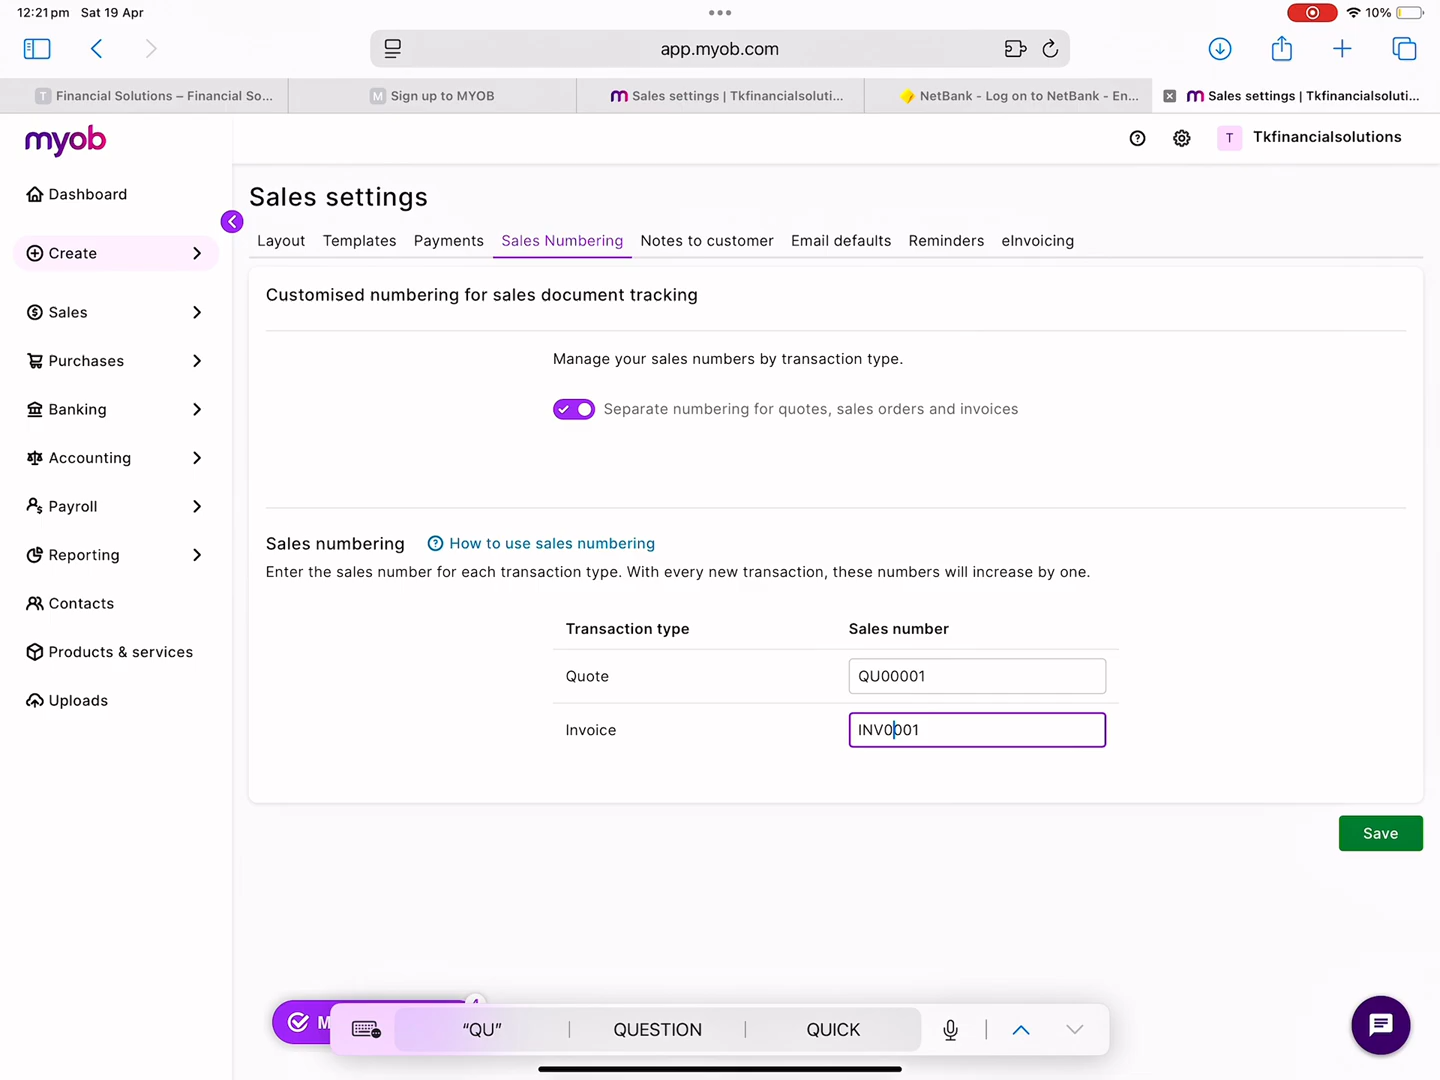 12:21pm Sat 19 Apr
10%
app.myob.com
T Financial Solutions – Financial So...
M Sign up to MYOB
Sales settings | Tkfinancialsoluti...
NetBank - Log on to NetBank - En...
Sales settings | Tkfinancialsoluti...
myob
T Tkfinancialsolutions
Dashboard
Create
Sales
Purchases
Banking
Accounting
Payroll
Reporting
Contacts
Products & services
Uploads
Sales settings
Layout Templates Payments Sales Numbering Notes to customer Email defaults Reminders eInvoicing
Customised numbering for sales document tracking
Manage your sales numbers by transaction type.
Separate numbering for quotes, sales orders and invoices
Sales numbering How to use sales numbering
Enter the sales number for each transaction type. With every new transaction, these numbers will increase by one.
Transaction type Sales number
Quote QU00001
Invoice INV0001
Save
“QU” QUESTION QUICK